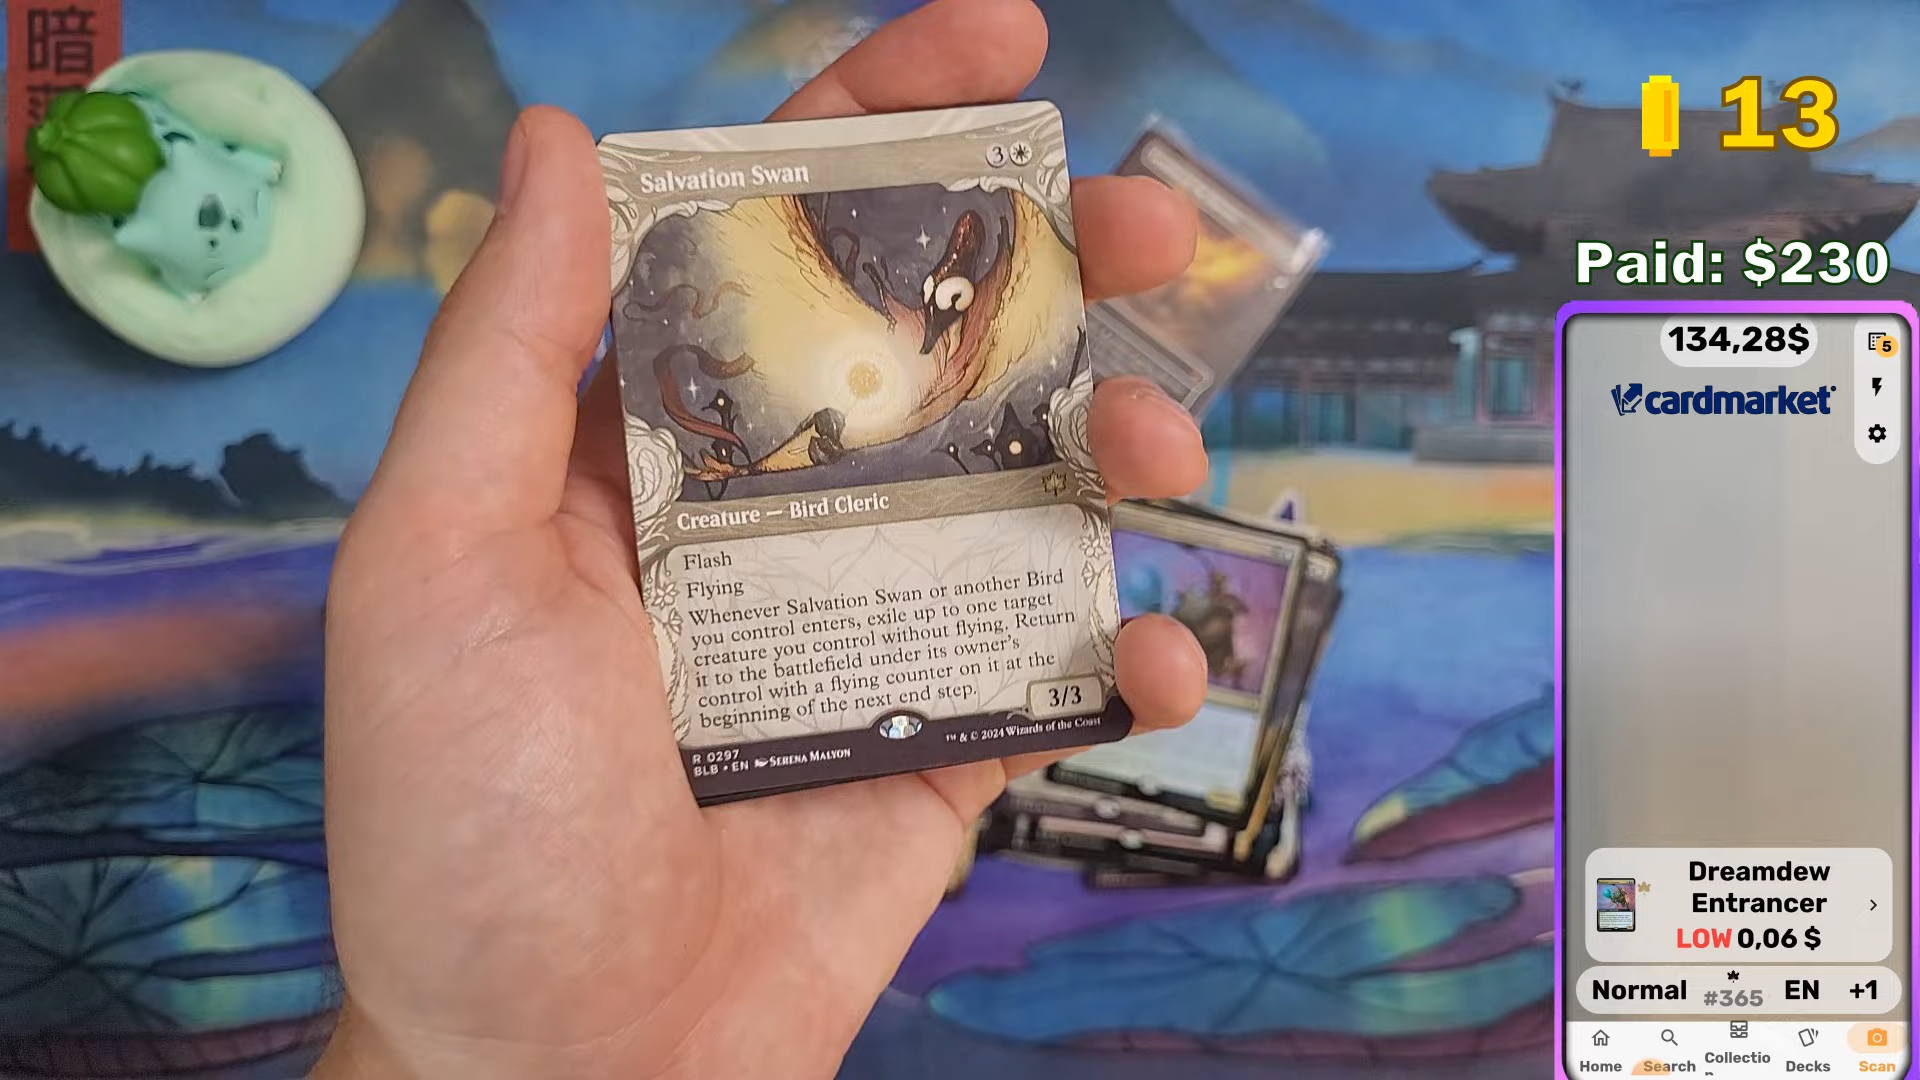 暗
Salvation Swan
3
Creature — Bird Cleric
Flash
Flying
Whenever Salvation Swan or another Bird
you control enters, exile up to one target
creature you control without flying. Return
it to the battlefield under its owner's
control with a flying counter on it at the
beginning of the next end step.
3/3
R 0297
BLB • EN SERENA MALYON
™ & © 2024 Wizards of the Coast
4
13
Paid: $230
134,28$
5
cardmarket
Dreamdew
Entrancer
LOW 0,06 $
Normal #365 EN +1
Home Search Collectio Decks Scan
n